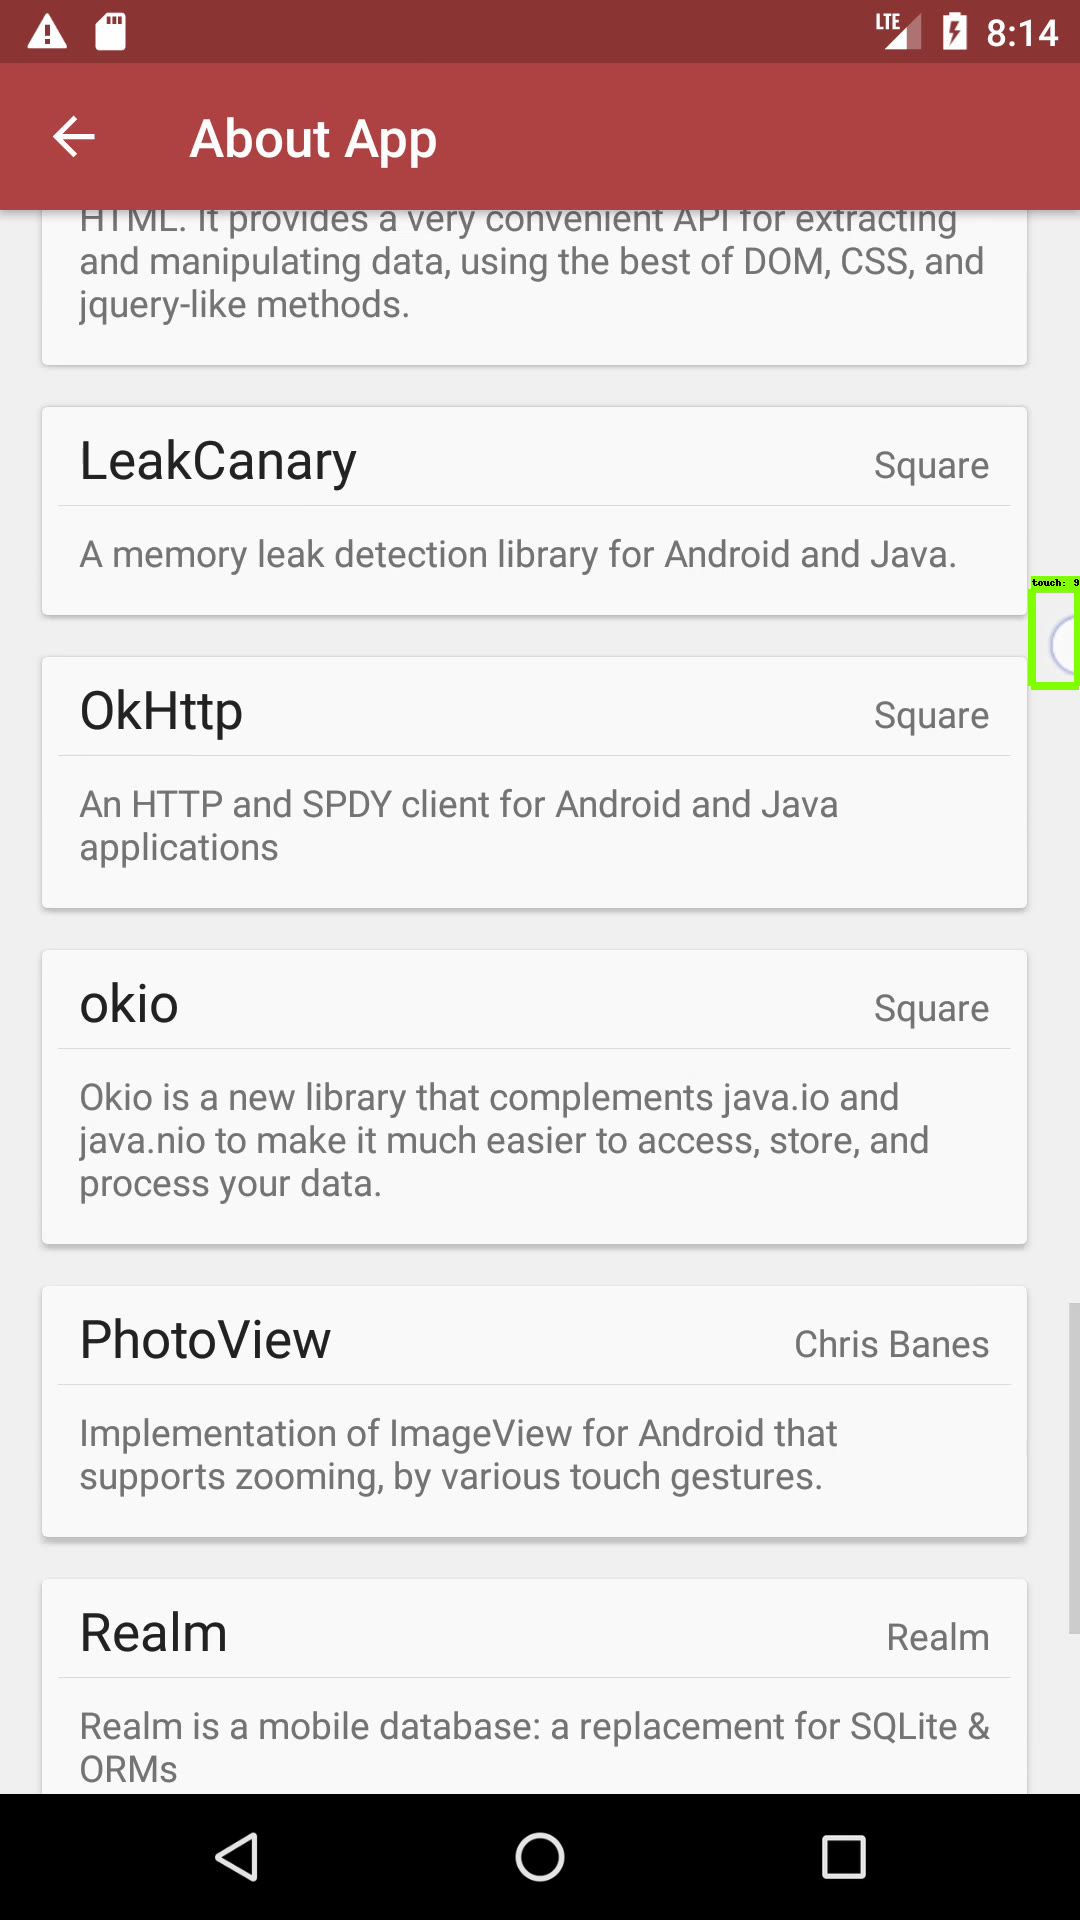 LTE 8:14
About App
HTML. It provides a very convenient API for extracting
and manipulating data, using the best of DOM, CSS, and
jquery-like methods.
LeakCanary Square
A memory leak detection library for Android and Java.
touch: 9
OkHttp Square
An HTTP and SPDY client for Android and Java
applications
okio Square
Okio is a new library that complements java.io and
java.nio to make it much easier to access, store, and
process your data.
PhotoView Chris Banes
Implementation of ImageView for Android that
supports zooming, by various touch gestures.
Realm Realm
Realm is a mobile database: a replacement for SQLite &
ORMs